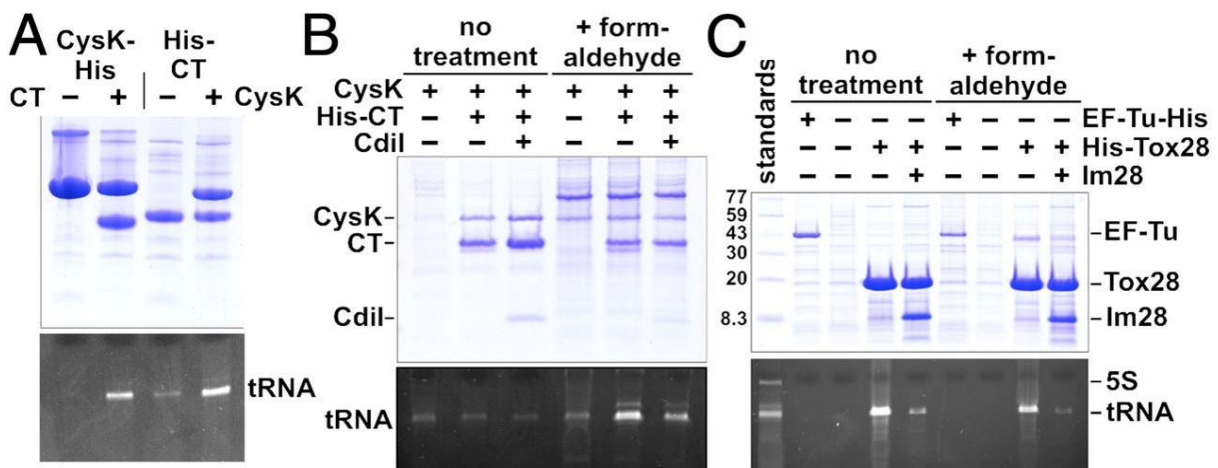 A
CysK-
His
His-
CT
CT − + − + CysK
tRNA
B
no
treatment
+ form-
aldehyde
CysK + + + + + +
His-CT − + + − + +
CdiI − − + − − +
CysK
CT
CdiI
tRNA
C
standards
no
treatment
+ form-
aldehyde
+ − − − + − − − EF-Tu-His
− − + + − − + + His-Tox28
− − − + − − − + Im28
77
59
43
30
20
8.3
EF-Tu
Tox28
Im28
5S
tRNA